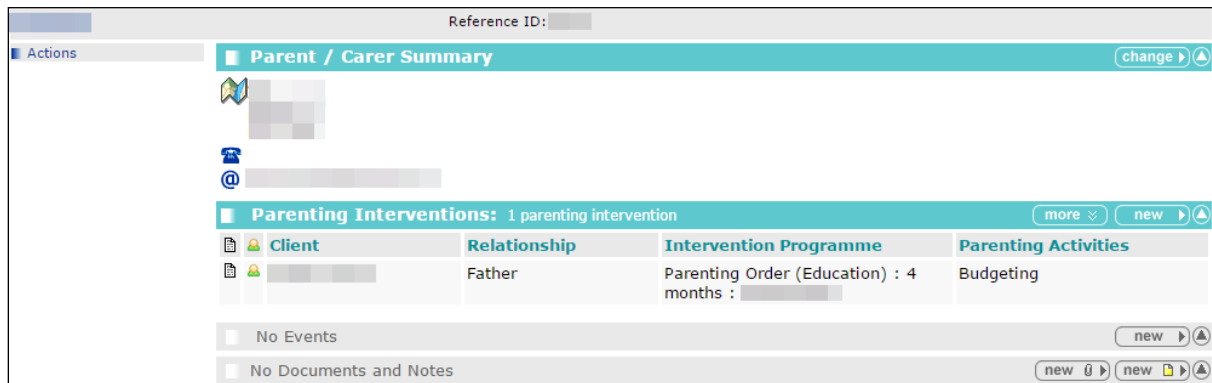 Reference ID:
Actions
Parent / Carer Summary
change
@
Parenting Interventions: 1 parenting intervention
more
new
Client Relationship Intervention Programme Parenting Activities
Father Parenting Order (Education) : 4 Budgeting
months :
No Events
new
No Documents and Notes
new new